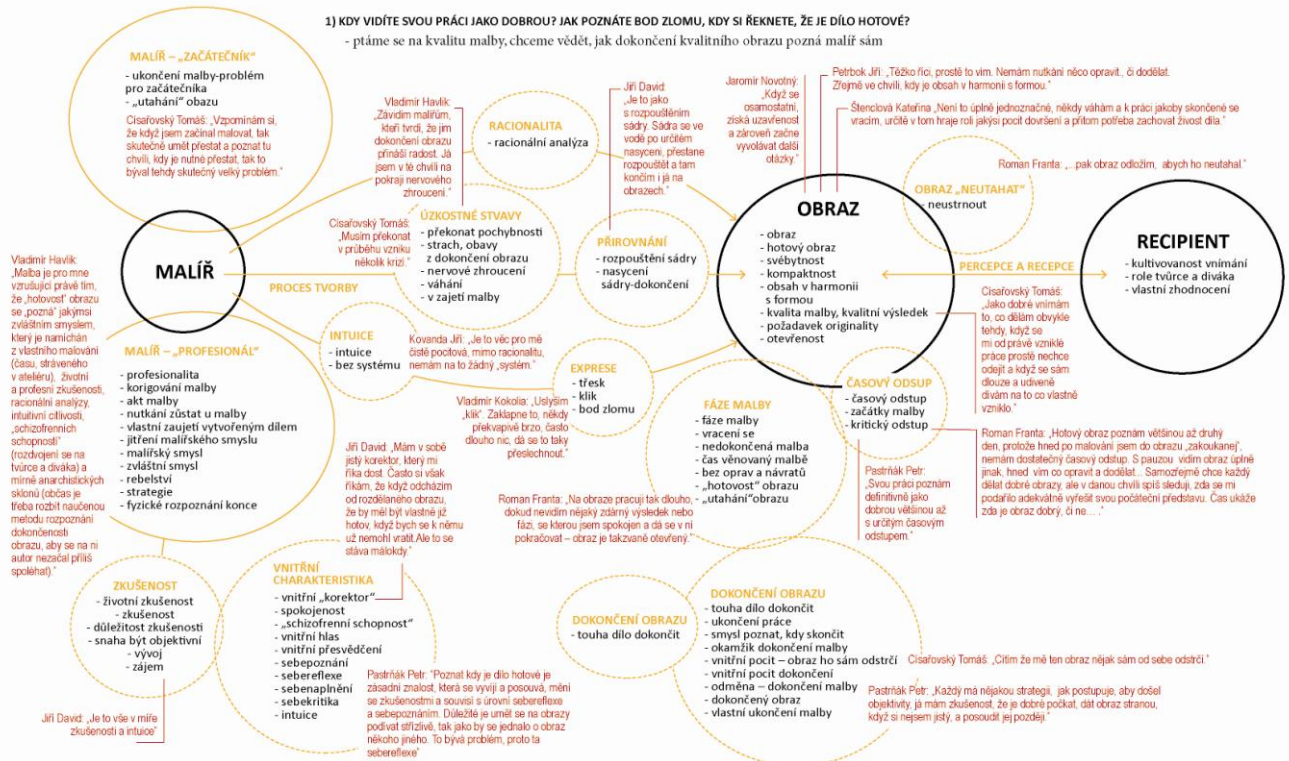 1) KDY VIDÍTE SVOU PRÁCI JAKO DOBROU? JAK POZNÁTE BOD ZLOMU, KDY SI ŘEKNETE, ŽE JE DÍLO HOTOVÉ?
- ptáme se na kvalitu malby, chceme vědět, jak dokončení kvalitního obrazu pozná malíř sám
MALÍŘ – „ZAČÁTEČNÍK“
- ukončení malby-problém
pro začátečníka
- „utahání“ obazu
Císařovský Tomáš: „Vzpomínám si,
že když jsem začínal malovat, tak
skutečně umět přestat a poznat tu
chvíli, kdy je nutné přestat, tak to
býval tehdy skutečný velký problém.“
MALÍŘ
Vladimír Havlík:
„Malba je pro mne
vzrušující právě tím,
že „hotovost“ obrazu
se „pozná“ jakýmsi
zvláštním smyslem,
který je namíchán
z vlastního malování
(času, stráveného
v ateliéru), životní
a profesní zkušenosti,
racionální analýzy,
intuitivní citlivosti,
„schizofrenních
schopností“
(rozdvojení se na
tvůrce a diváka) a
mírně anarchistických
sklonů (občas je
třeba rozbít naučenou
metodu rozpoznání
dokončenosti
obrazu, aby se na ni
autor nezačal příliš
spoléhat).“
MALÍŘ – „PROFESIONÁL“
- profesionalita
- korigování malby
- akt malby
- nutkání zůstat u malby
- vlastní zaujetí vytvořeným dílem
- jitření malířského smyslu
- malířský smysl
- zvláštní smysl
- rebelství
- strategie
- fyzické rozpoznání konce
ZKUŠENOST
- životní zkušenost
- zkušenost
- důležitost zkušenosti
- snaha být objektivní
- vývoj
- zájem
Jiří David: „Je to vše v míře
zkušenosti a intuice“
VNITŘNÍ
CHARAKTERISTIKA
- vnitřní „korektor“
- spokojenost
- „schizofrenní schopnost“
- vnitřní hlas
- vnitřní přesvědčení
- sebepoznání
- sebereflexe
- sebenaplnění
- sebekritika
- intuice
Jiří David: „Mám v sobě
jistý korektor, který mi
říká dost. Často si však
říkám, že když odcházím
od rozdělaného obrazu,
že by měl být vlastně již
hotov, když bych se k němu
už nemohl vrátit.Ale to se
stává málokdy.“
Pastrňák Petr: “Poznat kdy je dílo hotové je
zásadní znalost, která se vyvíjí a posouvá, mění
se zkušenostmi a souvisí s úrovní sebereflexe
a sebepoznáním. Důležité je umět se na obrazy
podívat střízlivě, tak jako by se jednalo o obraz
někoho jiného. To bývá problém, proto ta
sebereflexe“
PROCES TVORBY
RACIONALITA
- racionální analýza
Vladimír Havlík:
„Závidím malířům,
kteří tvrdí, že jim
dokončení obrazu
přináší radost. Já
jsem v té chvíli na
pokraji nervového
zhroucení.“
Císařovský Tomáš:
„Musím překonat
v průběhu vzniku
několik krizí.“
ÚZKOSTNÉ STVAVY
- překonat pochybnosti
- strach, obavy
z dokončení obrazu
- nervové zhroucení
- váhání
- v zajetí malby
INTUICE
- intuice
- bez systému
Kovanda Jiří: „Je to věc pro mě
čistě pocitová, mimo racionalitu,
nemám na to žádný „systém.“
EXPRESE
- třesk
- klik
- bod zlomu
Vladimír Kokolia: „Uslyším
„klik“. Zaklapne to, někdy
překvapivě brzo, často
dlouho nic, dá se to taky
přeslechnout.“
Jiří David:
„Je to jako
s rozpouštěním
sádry. Sádra se ve
vodě po určitém
nasycení, přestane
rozpouštět a tam
končím i já na
obrazech.“
PŘIROVNÁNÍ
- rozpouštění sádry
- nasycení
sádry-dokončení
Jaromír Novotný:
„Když se
osamostatní,
získá uzavřenost
a zároveň začne
vyvolávat další
otázky.“
Petrbok Jiří: „Těžko říci, prostě to vím. Nemám nutkání něco opravit., či dodělat.
Zřejmě ve chvíli, kdy je obsah v harmonii s formou.“
Štenclová Kateřina „Není to úplně jednoznačné, někdy váhám a k práci jakoby skončené se
vracím, určitě v tom hraje roli jakýsi pocit dovršení a přitom potřeba zachovat živost díla.“
Roman Franta: „...pak obraz odložím, abych ho neutahal.“
OBRAZ „NEUTAHAT“
- neustrnout
OBRAZ
- obraz
- hotový obraz
- svébytnost
- kompaktnost
- obsah v harmonii
s formou
- kvalita malby, kvalitní výsledek
- požadavek originality
- otevřenost
PERCEPCE A RECEPCE
RECIPIENT
- kultivovanost vnímání
- role tvůrce a diváka
- vlastní zhodnocení
Císařovský Tomáš:
„Jako dobré vnímám
to, co dělám obvykle
tehdy, když se
mi od právě vzniklé
práce prostě nechce
odejít a když se sám
dlouze a udiveně
dívám na to co vlastně
vzniklo.“
ČASOVÝ ODSUP
- časový odstup
- začátky malby
- kritický odstup
Roman Franta: „Hotový obraz poznám většinou až druhý
den, protože hned po malování jsem do obrazu „zakoukanej“,
nemám dostatečný časový odstup. S pauzou vidím obraz úplně
jinak, hned vím co opravit a dodělat... Samozřejmě chce každý
dělat dobré obrazy, ale v danou chvíli spíš sleduji, zda se mi
podařilo adekvátně vyřešit svou počáteční představu. Čas ukáže
zda je obraz dobrý, či ne... .“
Pastrňák Petr:
„Svou práci poznám
definitivně jako
dobrou většinou až
s určitým časovým
odstupem.“
FÁZE MALBY
- fáze malby
- vracení se
- nedokončená malba
- čas věnovaný malbě
- bez oprav a návratů
- „hotovost“ obrazu
- „utahání“obrazu
Roman Franta: „Na obraze pracuji tak dlouho,
dokud nevidím nějaký zdárný výsledek nebo
fázi, se kterou jsem spokojen a dá se v ní
pokračovat – obraz je takzvaně otevřený.“
DOKONČENÍ OBRAZU
- touha dílo dokončit
DOKONČENÍ OBRAZU
- touha dílo dokončit
- ukončení práce
- smysl poznat, kdy skončit
- okamžik dokončení malby
- vnitřní pocit – obraz ho sám odstrčí
- vnitřní pocit dokončení
- odměna – dokončení malby
- dokončený obraz
- vlastní ukončení malby
Císařovský Tomáš: „Cítím že mě ten obraz nějak sám od sebe odstrčí.“
Pastrňák Petr: „Každý má nějakou strategii, jak postupuje, aby došel
objektivity, já mám zkušenost, že je dobré počkat, dát obraz stranou,
když si nejsem jistý, a posoudit jej později.“